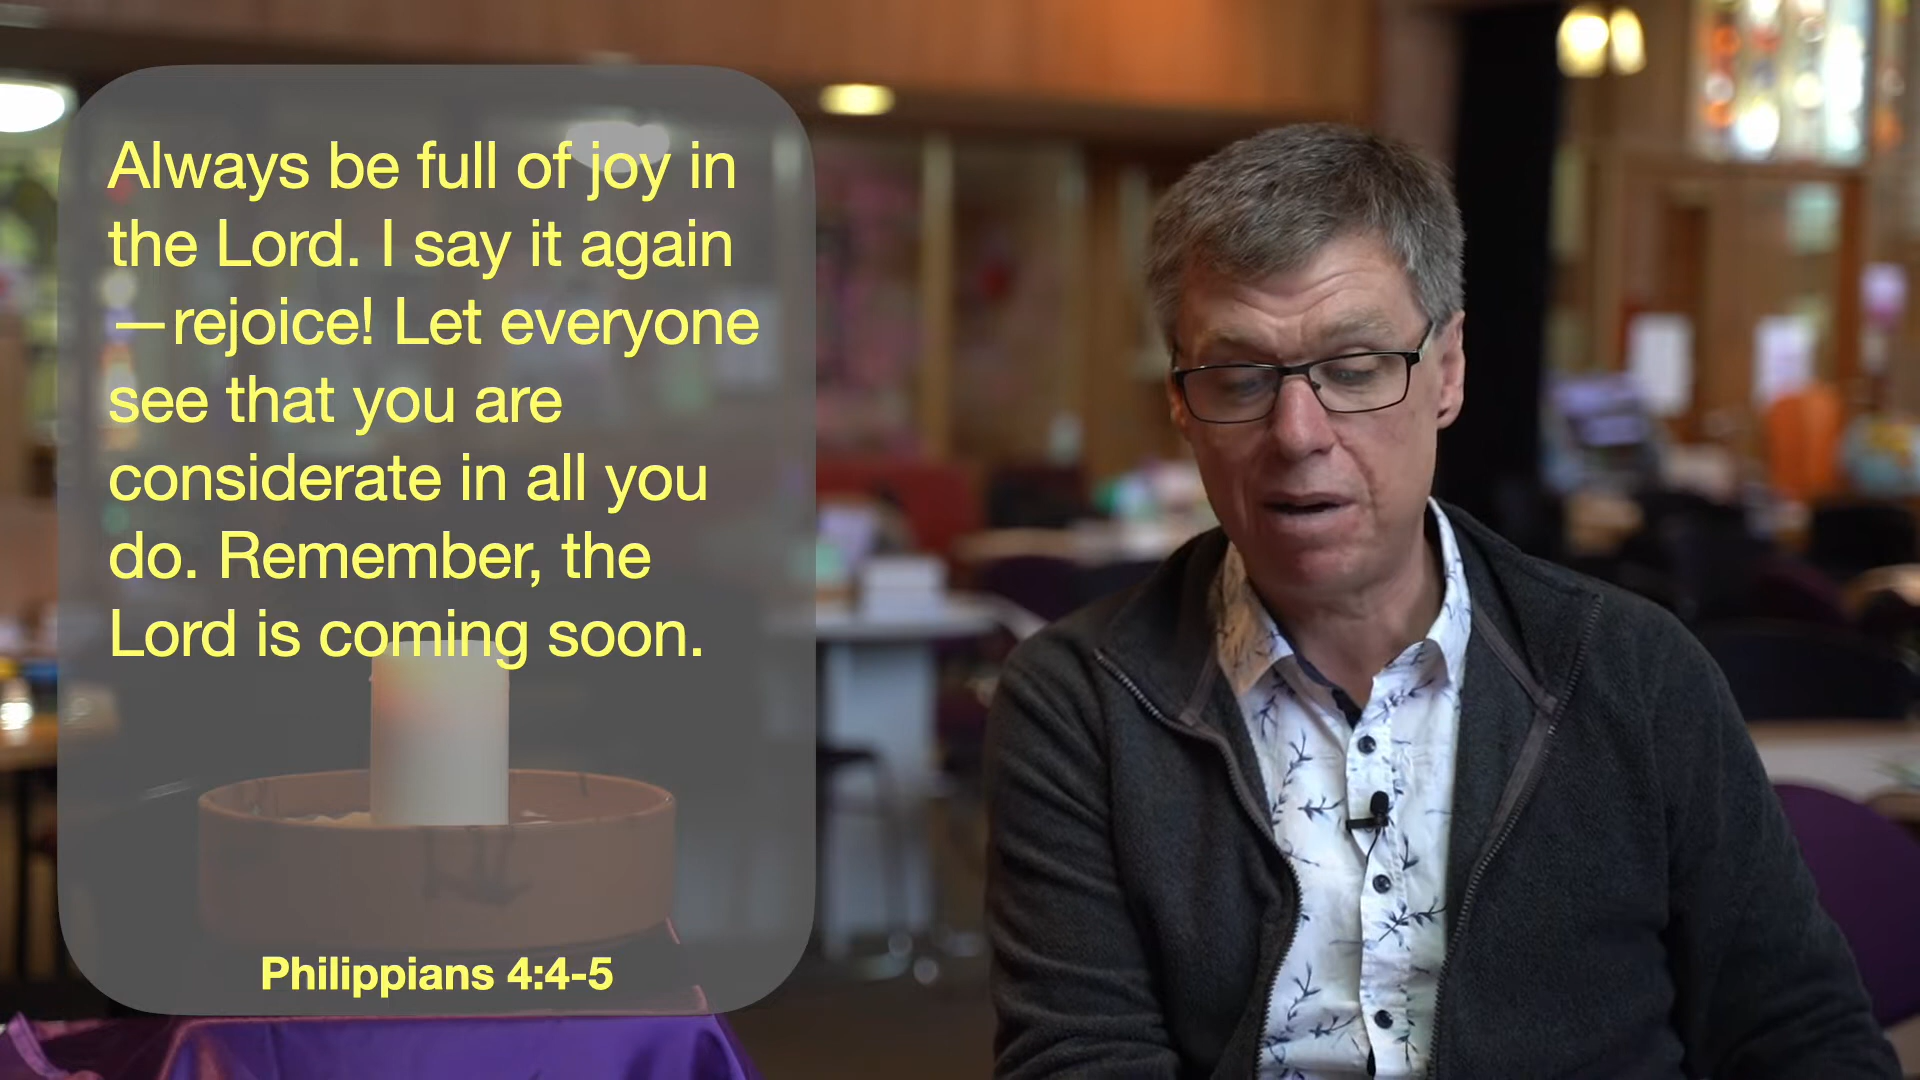 Always be full of joy in
the Lord. I say it again
—rejoice! Let everyone
see that you are
considerate in all you
do. Remember, the
Lord is coming soon.
Philippians 4:4-5